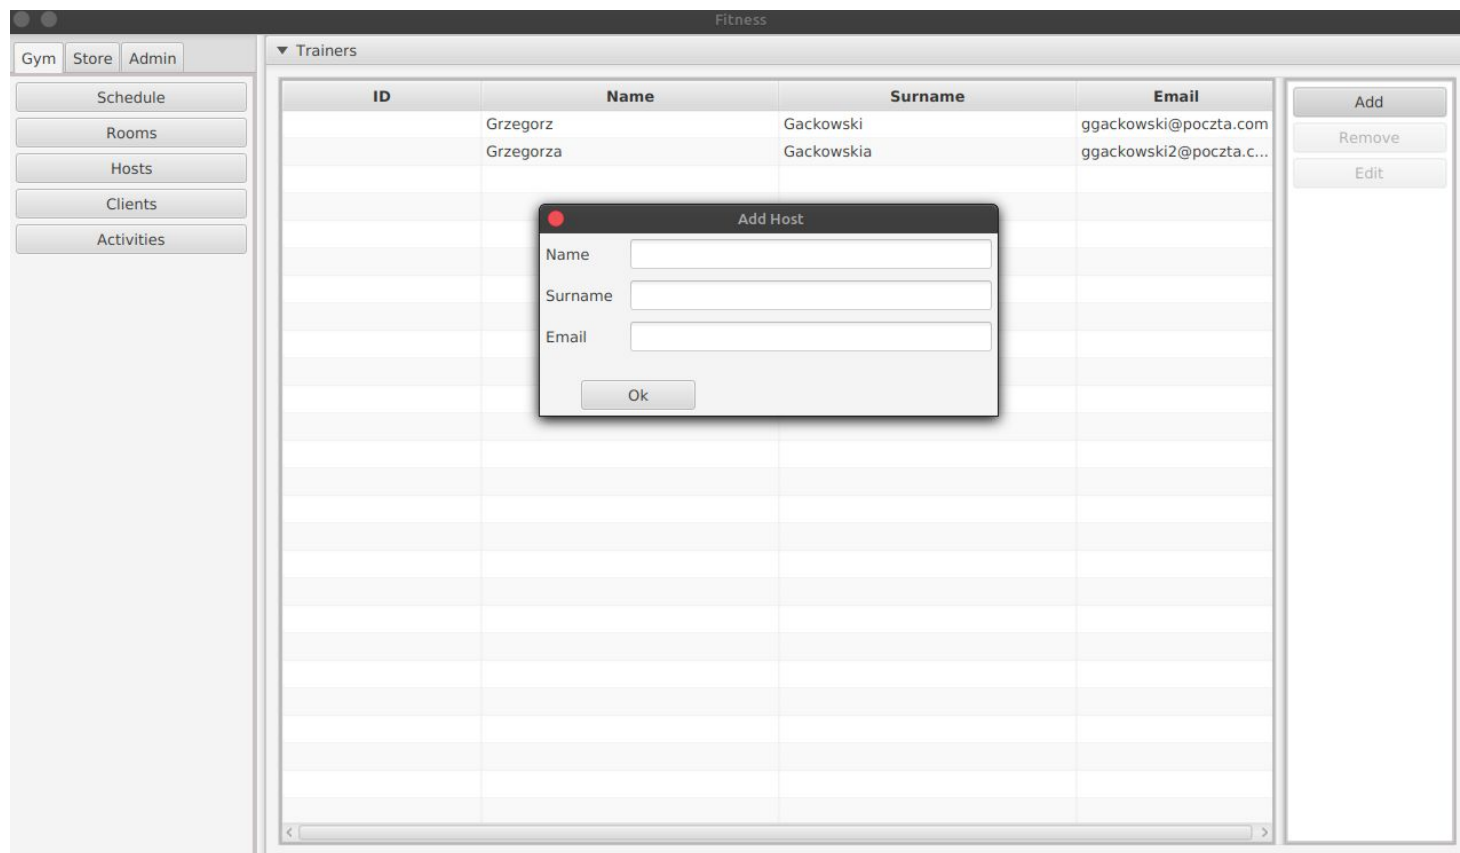 Fitness
Gym Store Admin
Schedule
Rooms
Hosts
Clients
Activities
Trainers
ID Name Surname Email
Grzegorz Gackowski ggackowski@poczta.com
Grzegorza Gackowskia ggackowski2@poczta.c...
Add
Remove
Edit
Add Host
Name
Surname
Email
Ok